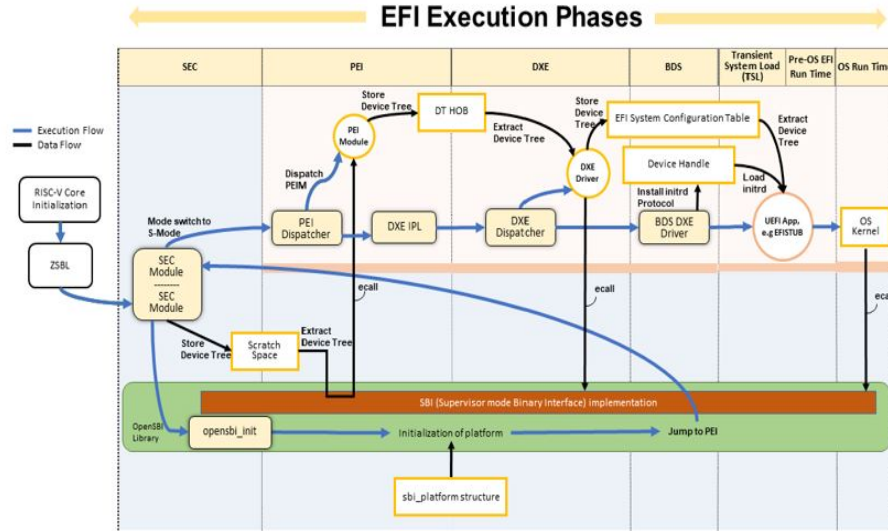 EFI Execution Phases
SEC
PEI
DXE
BDS
Transient
System Load
(TSL)
Pre-OS EFI
Run Time
OS Run Time
Execution Flow
Data Flow
Store
Device Tree
DT HOB
PEI
Module
Extract
Device Tree
Store
Device
Tree
EFI System Configuration Table
Extract
Device
Tree
DXE
Driver
Device Handle
Load
initrd
Install initrd
Protocol
Dispatch
PEIM
RISC-V Core
Initialization
Mode switch to
S-Mode
PEI
Dispatcher
DXE IPL
DXE
Dispatcher
BDS DXE
Driver
UEFI App,
e.g EFISTUB
OS
Kernel
ZSBL
SEC
Module
--------
SEC
Module
ecall
ecall
eca
Store
Device Tree
Scratch
Space
Extract
Device Tree
SBI (Supervisor mode Binary Interface) implementation
OpenSBI
Library
opensbi_init
Initialization of platform
Jump to PEI
sbi_platform structure